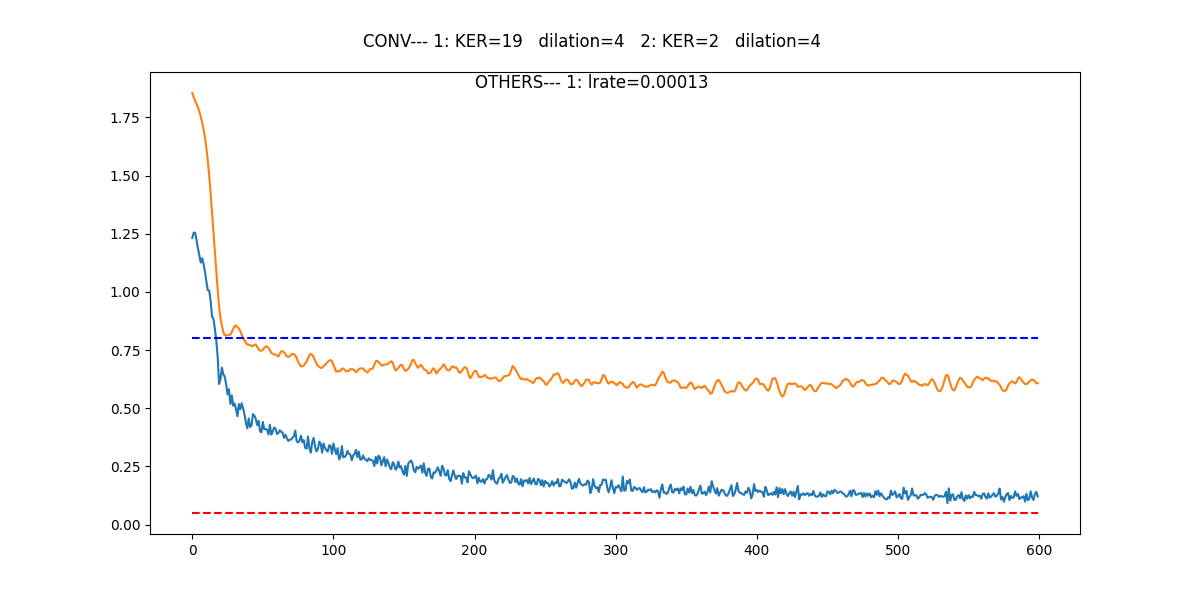 CONV--- 1: KER=19   dilation=4   2: KER=2   dilation=4
OTHERS--- 1: lrate=0.00013
1.75
1.50
1.25
1.00
0.75
0.50
0.25
0.00
0 100 200 300 400 500 600